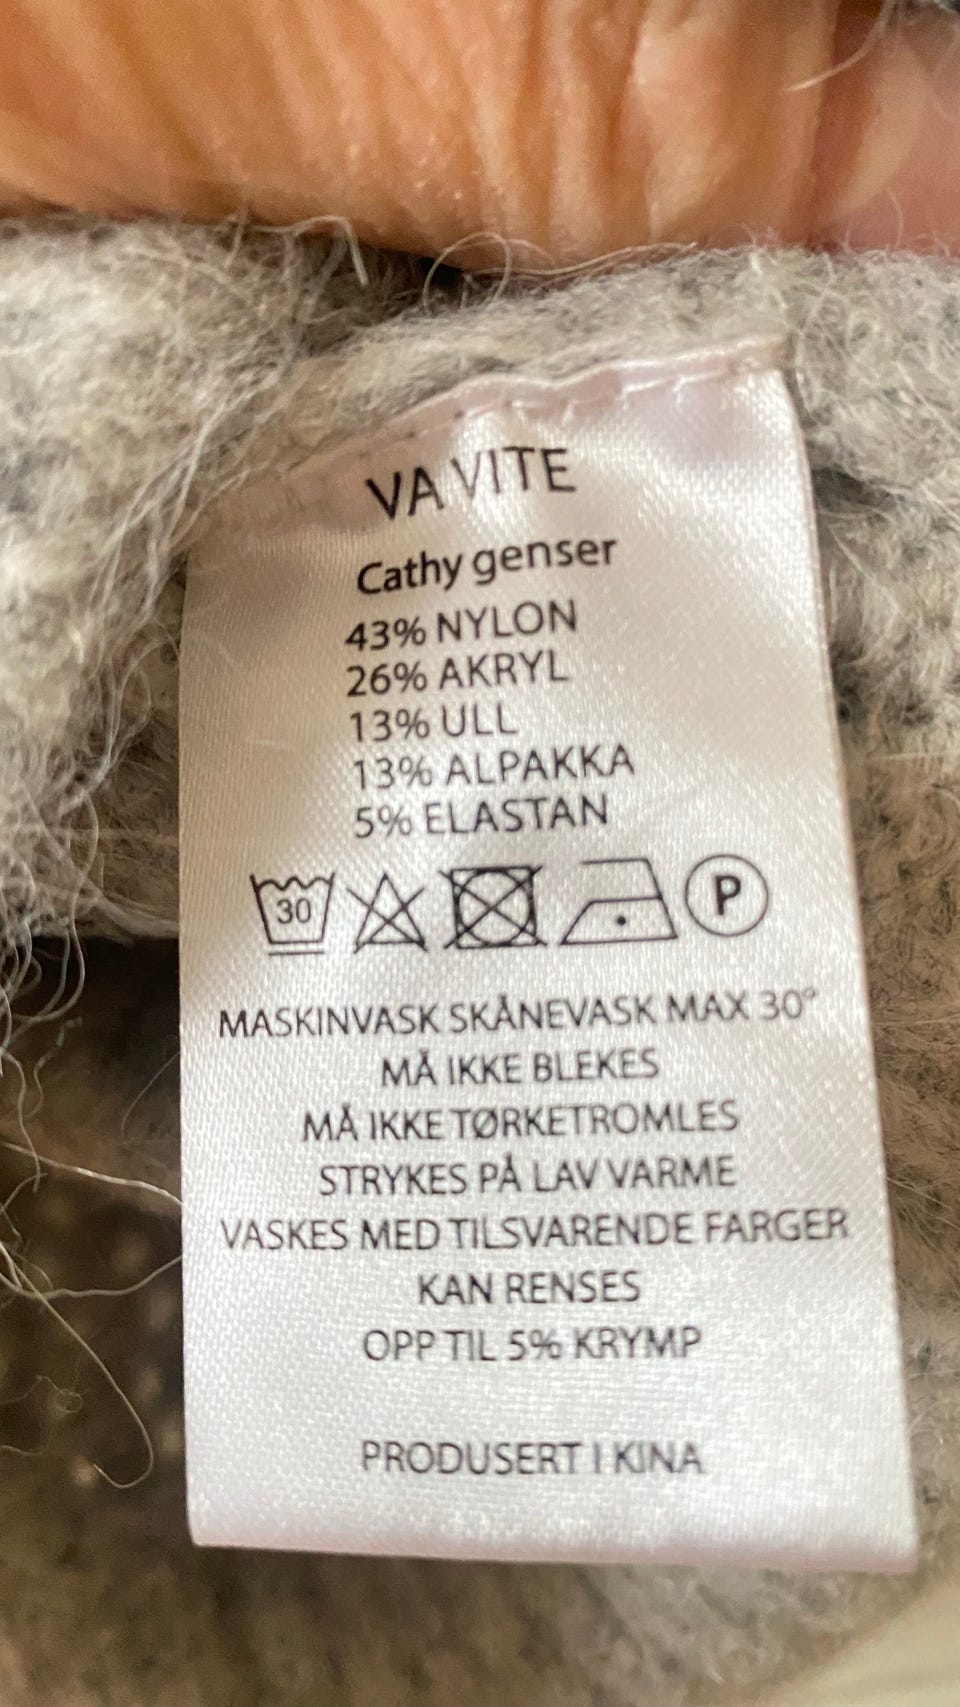 VAVITE
Cathy genser
43% NYLON
26% AKRYL
13% ULL
13% ALPAKKA
5% ELASTAN
30 P
MASKINVASK SKÅNEVASK MAX 30°
MÅ IKKE BLEKES
MÅ IKKE TØRKETROMLES
STRYKES PÅ LAV VARME
VASKES MED TILSVARENDE FARGER
KAN RENSES
OPP TIL 5% KRYMP
PRODUSERT I KINA